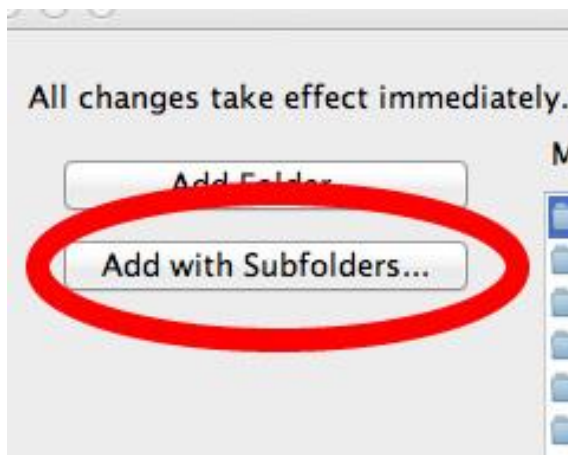 All changes take effect immediately.
Add Folder...
Add with Subfolders...